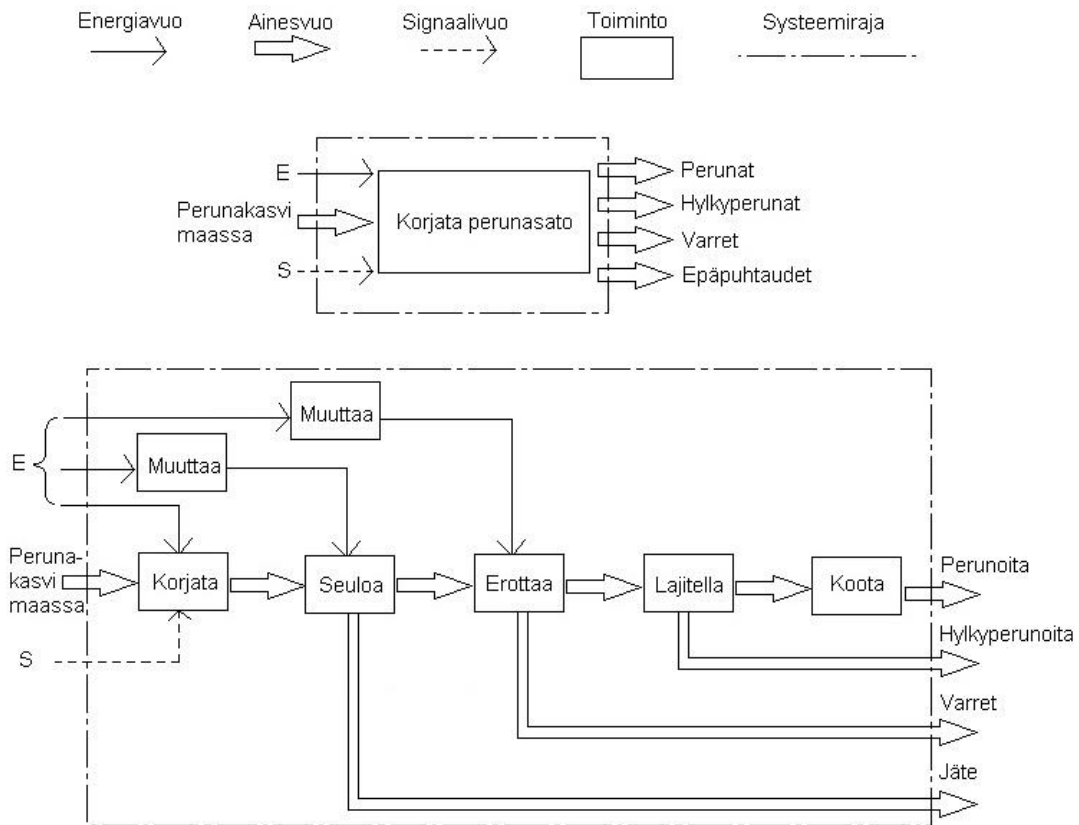 Energiavuo
Ainesvuo
Signaalivuo
Toiminto
Systeemiraja
E
Perunakasvi
maassa
S
Korjata perunasato
Perunat
Hylkyperunat
Varret
Epäpuhtaudet
Muuttaa
E
Muuttaa
Peruna-
kasvi
maassa
Korjata
Seuloa
Erottaa
Lajitella
Koota
Perunoita
S
Hylkyperunoita
Varret
Jäte